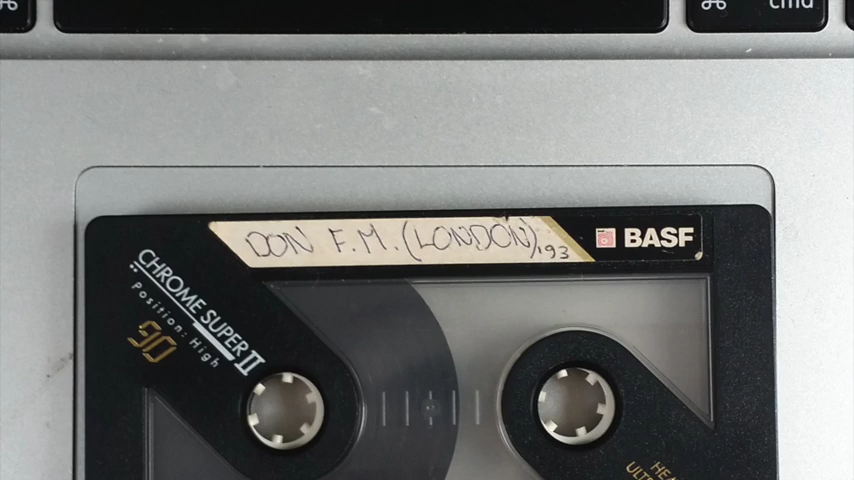 ⌘
⌘ cmd
DON F.M. (LONDON) '93
BASF
CHROME SUPER II
Position: High
90